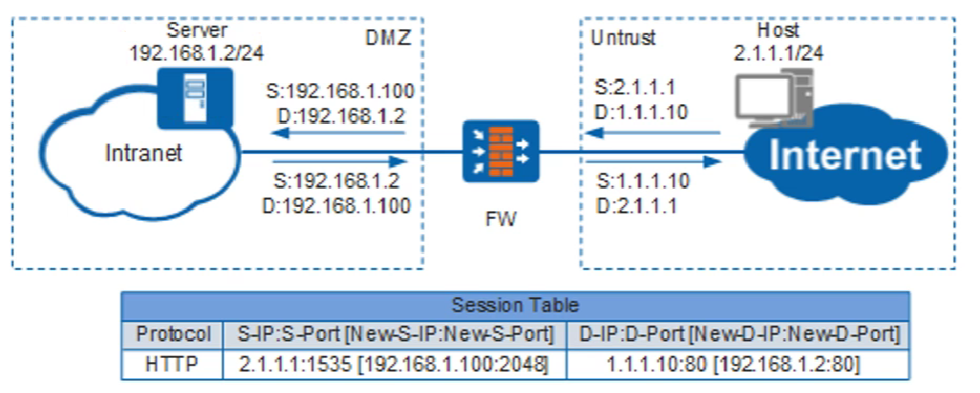 Server
192.168.1.2/24
DMZ
S:192.168.1.100
D:192.168.1.2
Intranet
S:192.168.1.2
D:192.168.1.100
FW
Untrust
Host
2.1.1.1/24
S:2.1.1.1
D:1.1.1.10
Internet
S:1.1.1.10
D:2.1.1.1
Session Table
Protocol S-IP:S-Port [New-S-IP:New-S-Port] D-IP:D-Port [New-D-IP:New-D-Port]
HTTP 2.1.1.1:1535 [192.168.1.100:2048] 1.1.1.10:80 [192.168.1.2:80]